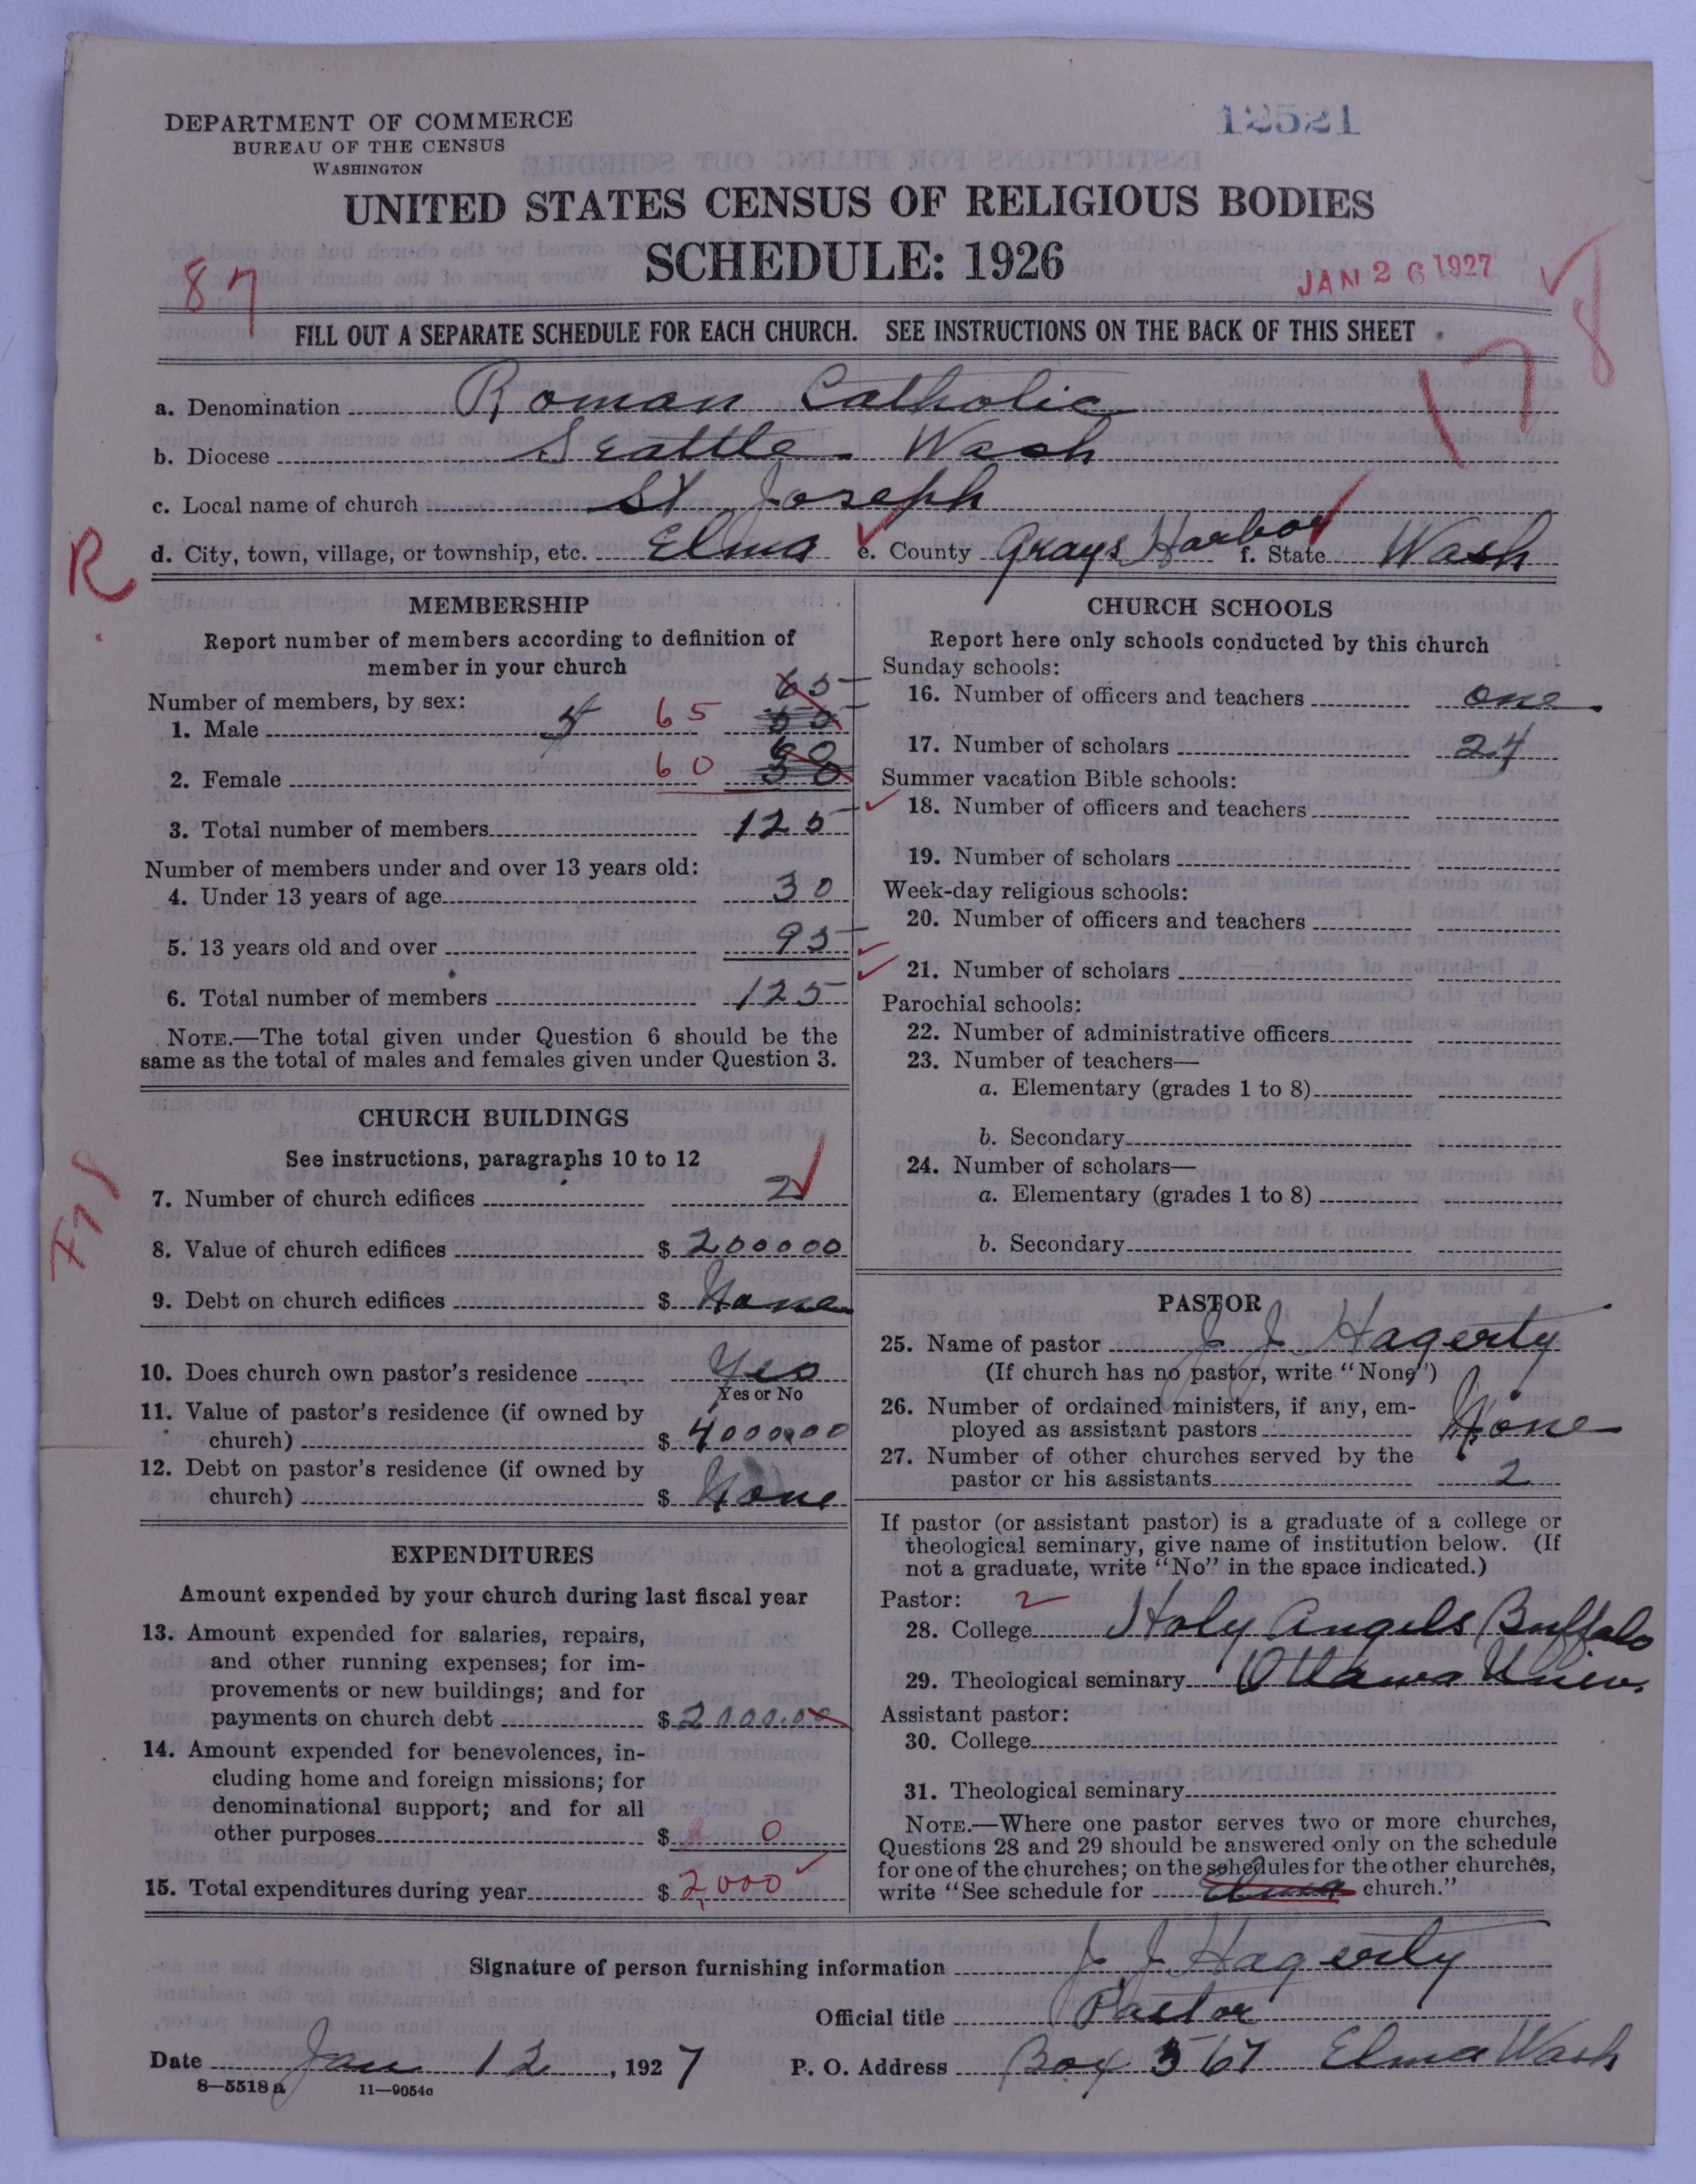 12521
DEPARTMENT OF COMMERCE
BUREAU OF THE CENSUS
WASHINGTON
UNITED STATES CENSUS OF RELIGIOUS BODIES
SCHEDULE: 1926
87
JAN 26 1927
178
FILL OUT A SEPARATE SCHEDULE FOR EACH CHURCH. SEE INSTRUCTIONS ON THE BACK OF THIS SHEET
a. Denomination Roman Catholic
b. Diocese Seattle Wash
c. Local name of church St Joseph
d. City, town, village, or township, etc. Elma e. County Grays Harbor f. State Wash
R
MEMBERSHIP
Report number of members according to definition of
member in your church
Number of members, by sex:
65
1. Male 65
2. Female 60
3. Total number of members 125
Number of members under and over 13 years old:
4. Under 13 years of age 30
5. 13 years old and over 95
6. Total number of members 125
NOTE.—The total given under Question 6 should be the
same as the total of males and females given under Question 3.
CHURCH BUILDINGS
See instructions, paragraphs 10 to 12
7. Number of church edifices 2
8. Value of church edifices $ 200000
9. Debt on church edifices $ None
10. Does church own pastor's residence Yes
Yes or No
11. Value of pastor's residence (if owned by
church) $ 400000
12. Debt on pastor's residence (if owned by
church) $ None
EXPENDITURES
Amount expended by your church during last fiscal year
13. Amount expended for salaries, repairs,
and other running expenses; for im-
provements or new buildings; and for
payments on church debt $ 2000.00
14. Amount expended for benevolences, in-
cluding home and foreign missions; for
denominational support; and for all
other purposes $ 0
15. Total expenditures during year $ 2,000
CHURCH SCHOOLS
Report here only schools conducted by this church
Sunday schools:
16. Number of officers and teachers one
17. Number of scholars 24
Summer vacation Bible schools:
18. Number of officers and teachers
19. Number of scholars
Week-day religious schools:
20. Number of officers and teachers
21. Number of scholars
Parochial schools:
22. Number of administrative officers
23. Number of teachers—
a. Elementary (grades 1 to 8)
b. Secondary
24. Number of scholars—
a. Elementary (grades 1 to 8)
b. Secondary
PASTOR
25. Name of pastor J. J. Hagerty
(If church has no pastor, write "None")
26. Number of ordained ministers, if any, em-
ployed as assistant pastors None
27. Number of other churches served by the
pastor or his assistants 2
If pastor (or assistant pastor) is a graduate of a college or
theological seminary, give name of institution below. (If
not a graduate, write "No" in the space indicated.)
Pastor: 2
28. College Holy Angels Buffalo
29. Theological seminary Ottawa Univ.
Assistant pastor:
30. College
31. Theological seminary
NOTE.—Where one pastor serves two or more churches,
Questions 28 and 29 should be answered only on the schedule
for one of the churches; on the schedules for the other churches,
write "See schedule for Elma church."
Signature of person furnishing information J. J. Hagerty
Official title Pastor
Date Jan 12, 1927 P. O. Address Box 567 Elma Wash
8—5518a 11—9054c